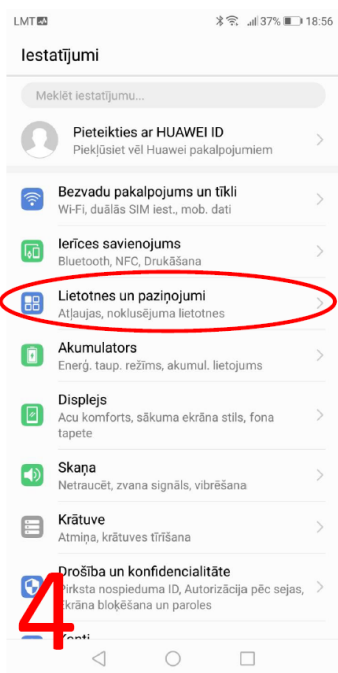 LMT 37% 18:56
Iestatījumi
Meklēt iestatījumu...
Pieteikties ar HUAWEI ID
Piekļūsiet vēl Huawei pakalpojumiem
Bezvadu pakalpojums un tīkli
Wi-Fi, duālās SIM iest., mob. dati
Ierīces savienojums
Bluetooth, NFC, Drukāšana
Lietotnes un paziņojumi
Atļaujas, noklusējuma lietotnes
Akumulators
Enerģ. taup. režīms, akumul. lietojums
Displejs
Acu komforts, sākuma ekrāna stils, fona
tapete
Skaņa
Netraucēt, zvana signāls, vibrēšana
Krātuve
Atmiņa, krātuves tīrīšana
Drošība un konfidencialitāte
Pirksta nospieduma ID, Autorizācija pēc sejas,
Ekrāna bloķēšana un paroles
4